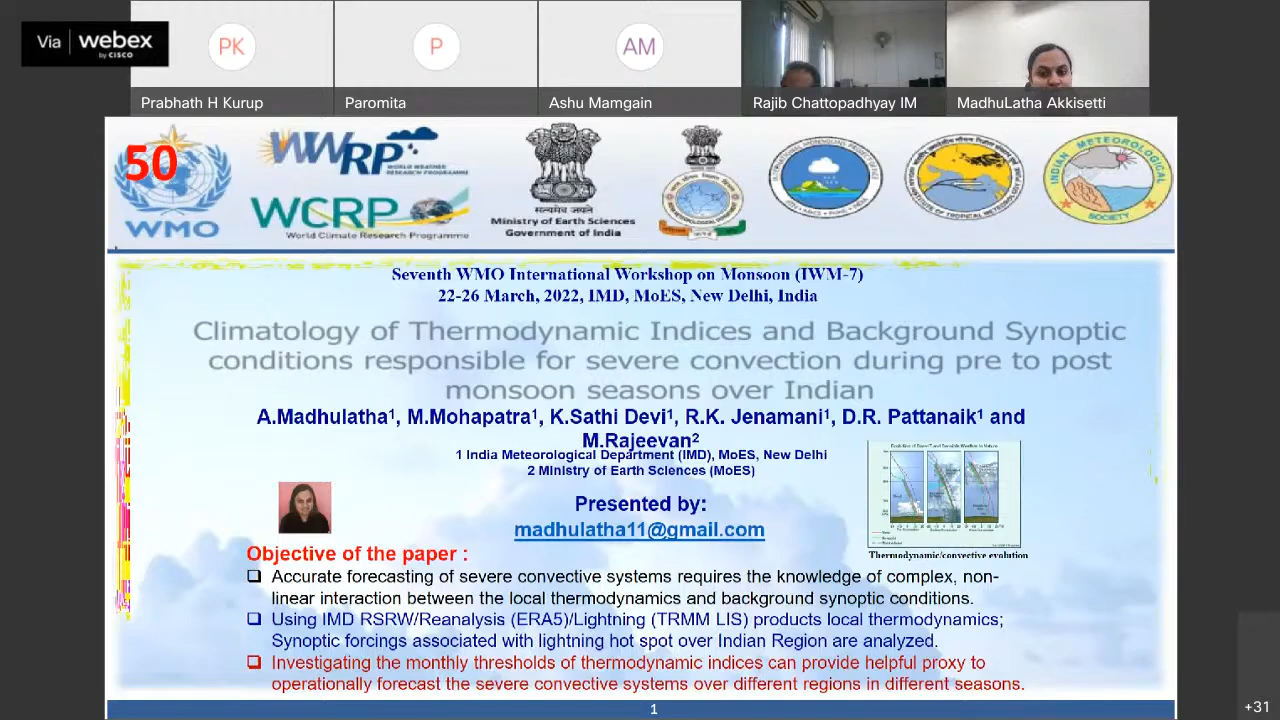 Via webex
by CISCO
PK
P
AM
Prabhath H Kurup
Paromita
Ashu Mamgain
Rajib Chattopadhyay IM
MadhuLatha Akkisetti
50
WMO
WWRP
WORLD WEATHER
RESEARCH PROGRAMME
WCRP
World Climate Research Programme
सत्यमेव जयते
Ministry of Earth Sciences
Government of India
INDIAN METEOROLOGICAL
SOCIETY
Seventh WMO International Workshop on Monsoon (IWM-7)
22-26 March, 2022, IMD, MoES, New Delhi, India
Climatology of Thermodynamic Indices and Background Synoptic
conditions responsible for severe convection during pre to post
monsoon seasons over Indian
A.Madhulatha¹, M.Mohapatra¹, K.Sathi Devi¹, R.K. Jenamani¹, D.R. Pattanaik¹ and
M.Rajeevan²
1 India Meteorological Department (IMD), MoES, New Delhi
2 Ministry of Earth Sciences (MoES)
Presented by:
madhulatha11@gmail.com
Thermodynamic/convective evolution
Objective of the paper :
❑ Accurate forecasting of severe convective systems requires the knowledge of complex, non-
linear interaction between the local thermodynamics and background synoptic conditions.
❑ Using IMD RSRW/Reanalysis (ERA5)/Lightning (TRMM LIS) products local thermodynamics;
Synoptic forcings associated with lightning hot spot over Indian Region are analyzed.
❑ Investigating the monthly thresholds of thermodynamic indices can provide helpful proxy to
operationally forecast the severe convective systems over different regions in different seasons.
1
+31